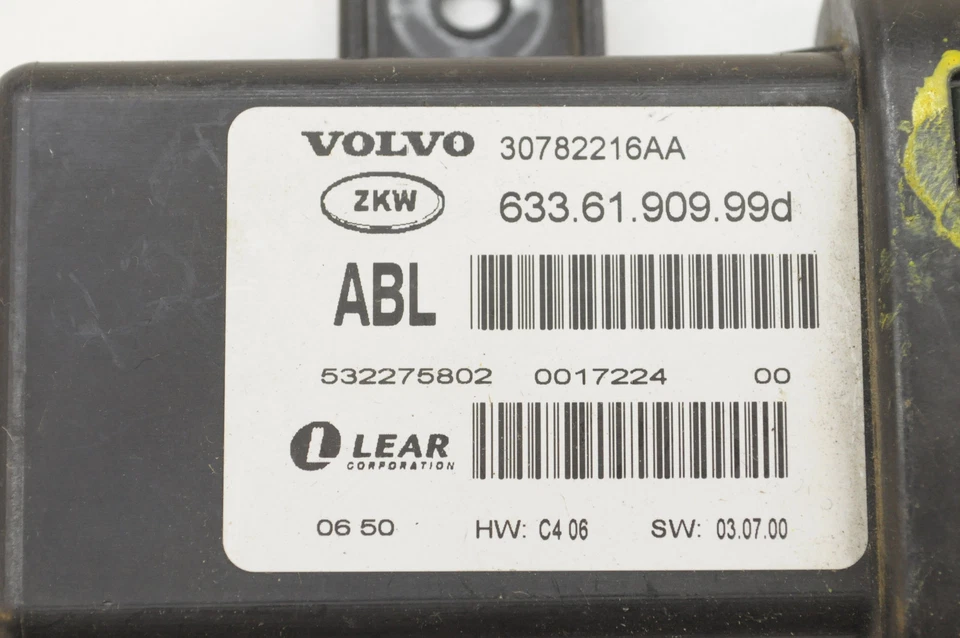 VOLVO 30782216AA
ZKW 633.61.909.99d
ABL
532275802 0017224 00
L LEAR
CORPORATION
06 50 HW: C4 06 SW: 03.07.00